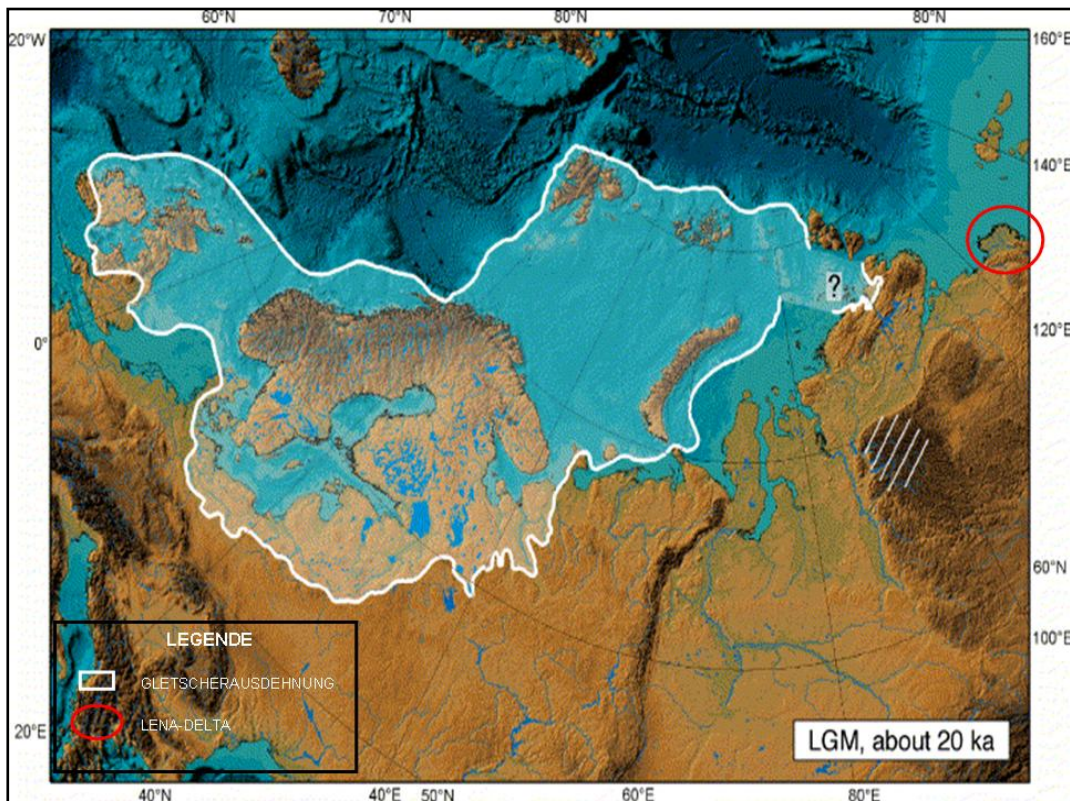 60°N 70°N 80°N 80°N
20°W 160°E
140°E
?
0° 120°E
60°N
LEGENDE
100°E
GLETSCHERAUSDEHNUNG
LENA-DELTA
20°E LGM, about 20 ka
40°N 40°E 50°N 60°E 80°E